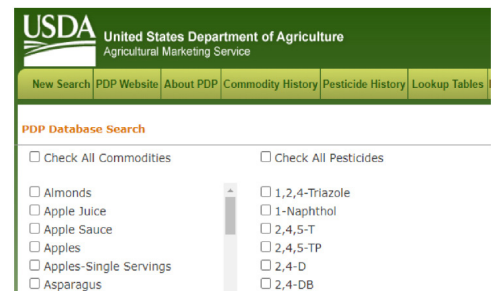 USDA
United States Department of Agriculture
Agricultural Marketing Service
New Search PDP Website About PDP Commodity History Pesticide History Lookup Tables
PDP Database Search
Check All Commodities
Almonds
Apple Juice
Apple Sauce
Apples
Apples-Single Servings
Asparagus
Check All Pesticides
1,2,4-Triazole
1-Naphthol
2,4,5-T
2,4,5-TP
2,4-D
2,4-DB